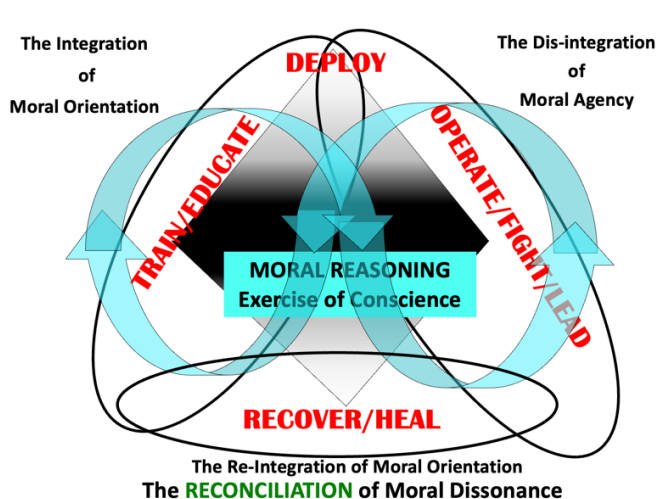 The Integration
of
Moral Orientation
DEPLOY
The Dis-integration
of
Moral Agency
TRAIN/EDUCATE
OPERATE/FIGHT/LEAD
MORAL REASONING
Exercise of Conscience
RECOVER/HEAL
The Re-Integration of Moral Orientation
The RECONCILIATION of Moral Dissonance